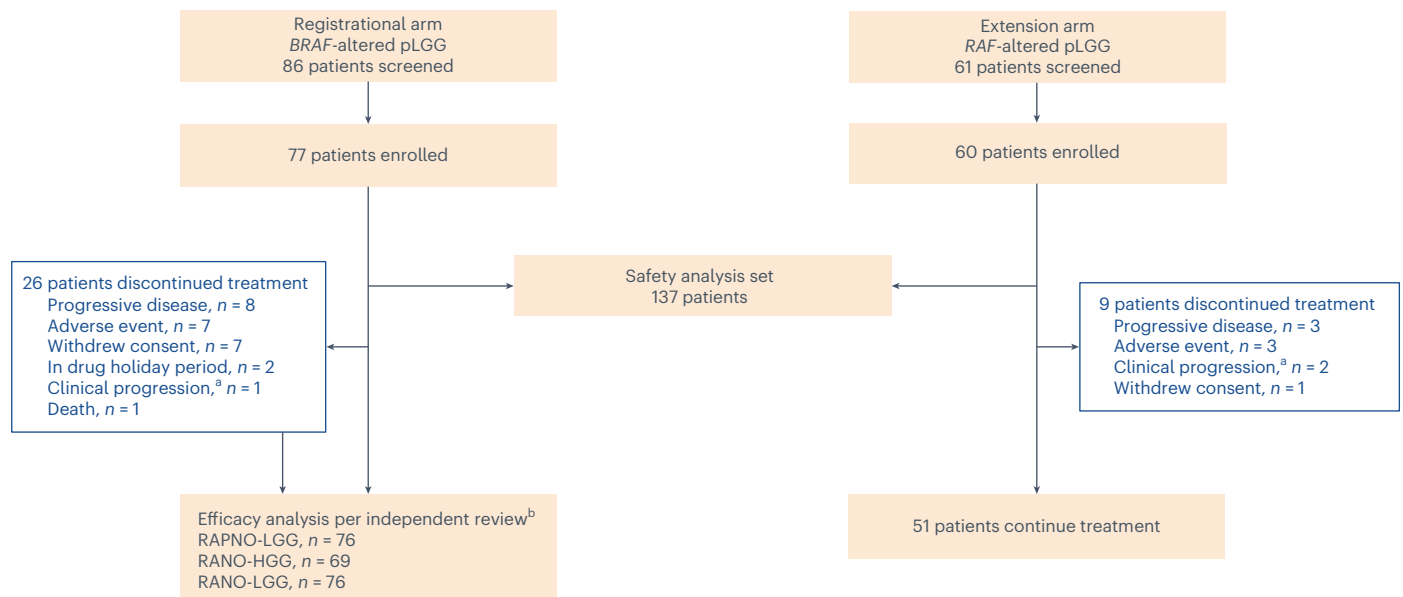 Registrational arm
BRAF-altered pLGG
86 patients screened
Extension arm
RAF-altered pLGG
61 patients screened
77 patients enrolled
60 patients enrolled
Safety analysis set
137 patients
26 patients discontinued treatment
Progressive disease, n = 8
Adverse event, n = 7
Withdrew consent, n = 7
In drug holiday period, n = 2
Clinical progression,a n = 1
Death, n = 1
9 patients discontinued treatment
Progressive disease, n = 3
Adverse event, n = 3
Clinical progression,a n = 2
Withdrew consent, n = 1
Efficacy analysis per independent reviewb
RAPNO-LGG, n = 76
RANO-HGG, n = 69
RANO-LGG, n = 76
51 patients continue treatment